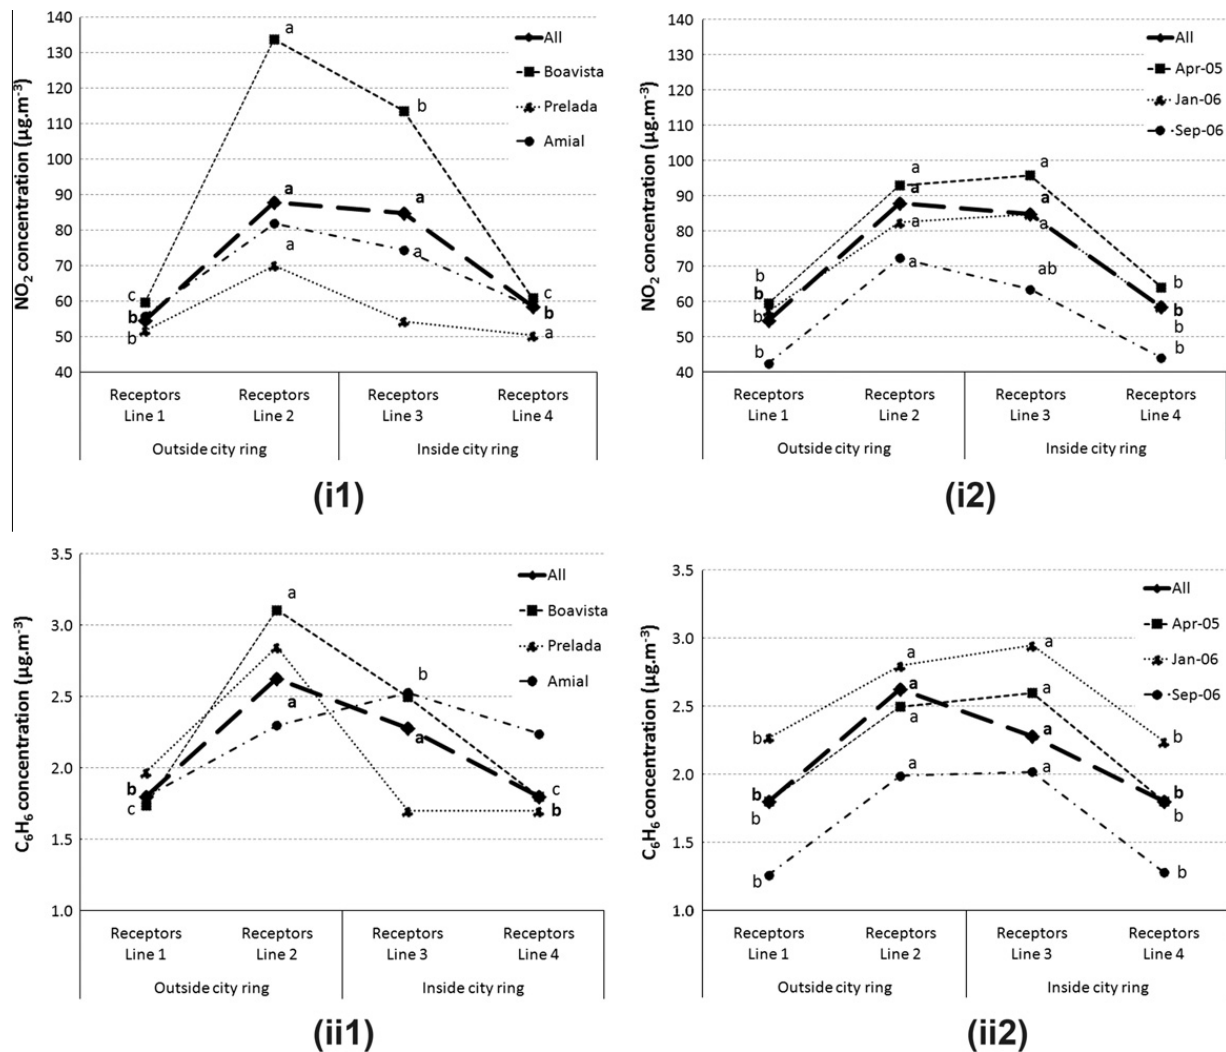 140
130
120
110
100
90
80
70
60
50
40
NO₂ concentration (µg.m⁻³)
All
Boavista
Prelada
Amial
a
b
a
a
a
a
c
b
b
c
b
a
Receptors Line 1
Receptors Line 2
Receptors Line 3
Receptors Line 4
Outside city ring
Inside city ring
(i1)
140
130
120
110
100
90
80
70
60
50
40
NO₂ concentration (µg.m⁻³)
All
Apr-05
Jan-06
Sep-06
a
a
a
a
a
a
a
ab
b
b
b
b
b
b
b
b
Receptors Line 1
Receptors Line 2
Receptors Line 3
Receptors Line 4
Outside city ring
Inside city ring
(i2)
3.5
3.0
2.5
2.0
1.5
1.0
C₆H₆ concentration (µg.m⁻³)
All
Boavista
Prelada
Amial
a
b
a
a
b
c
c
b
Receptors Line 1
Receptors Line 2
Receptors Line 3
Receptors Line 4
Outside city ring
Inside city ring
(ii1)
3.5
3.0
2.5
2.0
1.5
1.0
C₆H₆ concentration (µg.m⁻³)
All
Apr-05
Jan-06
Sep-06
a
a
a
a
a
a
a
a
b
b
b
b
b
b
b
b
Receptors Line 1
Receptors Line 2
Receptors Line 3
Receptors Line 4
Outside city ring
Inside city ring
(ii2)